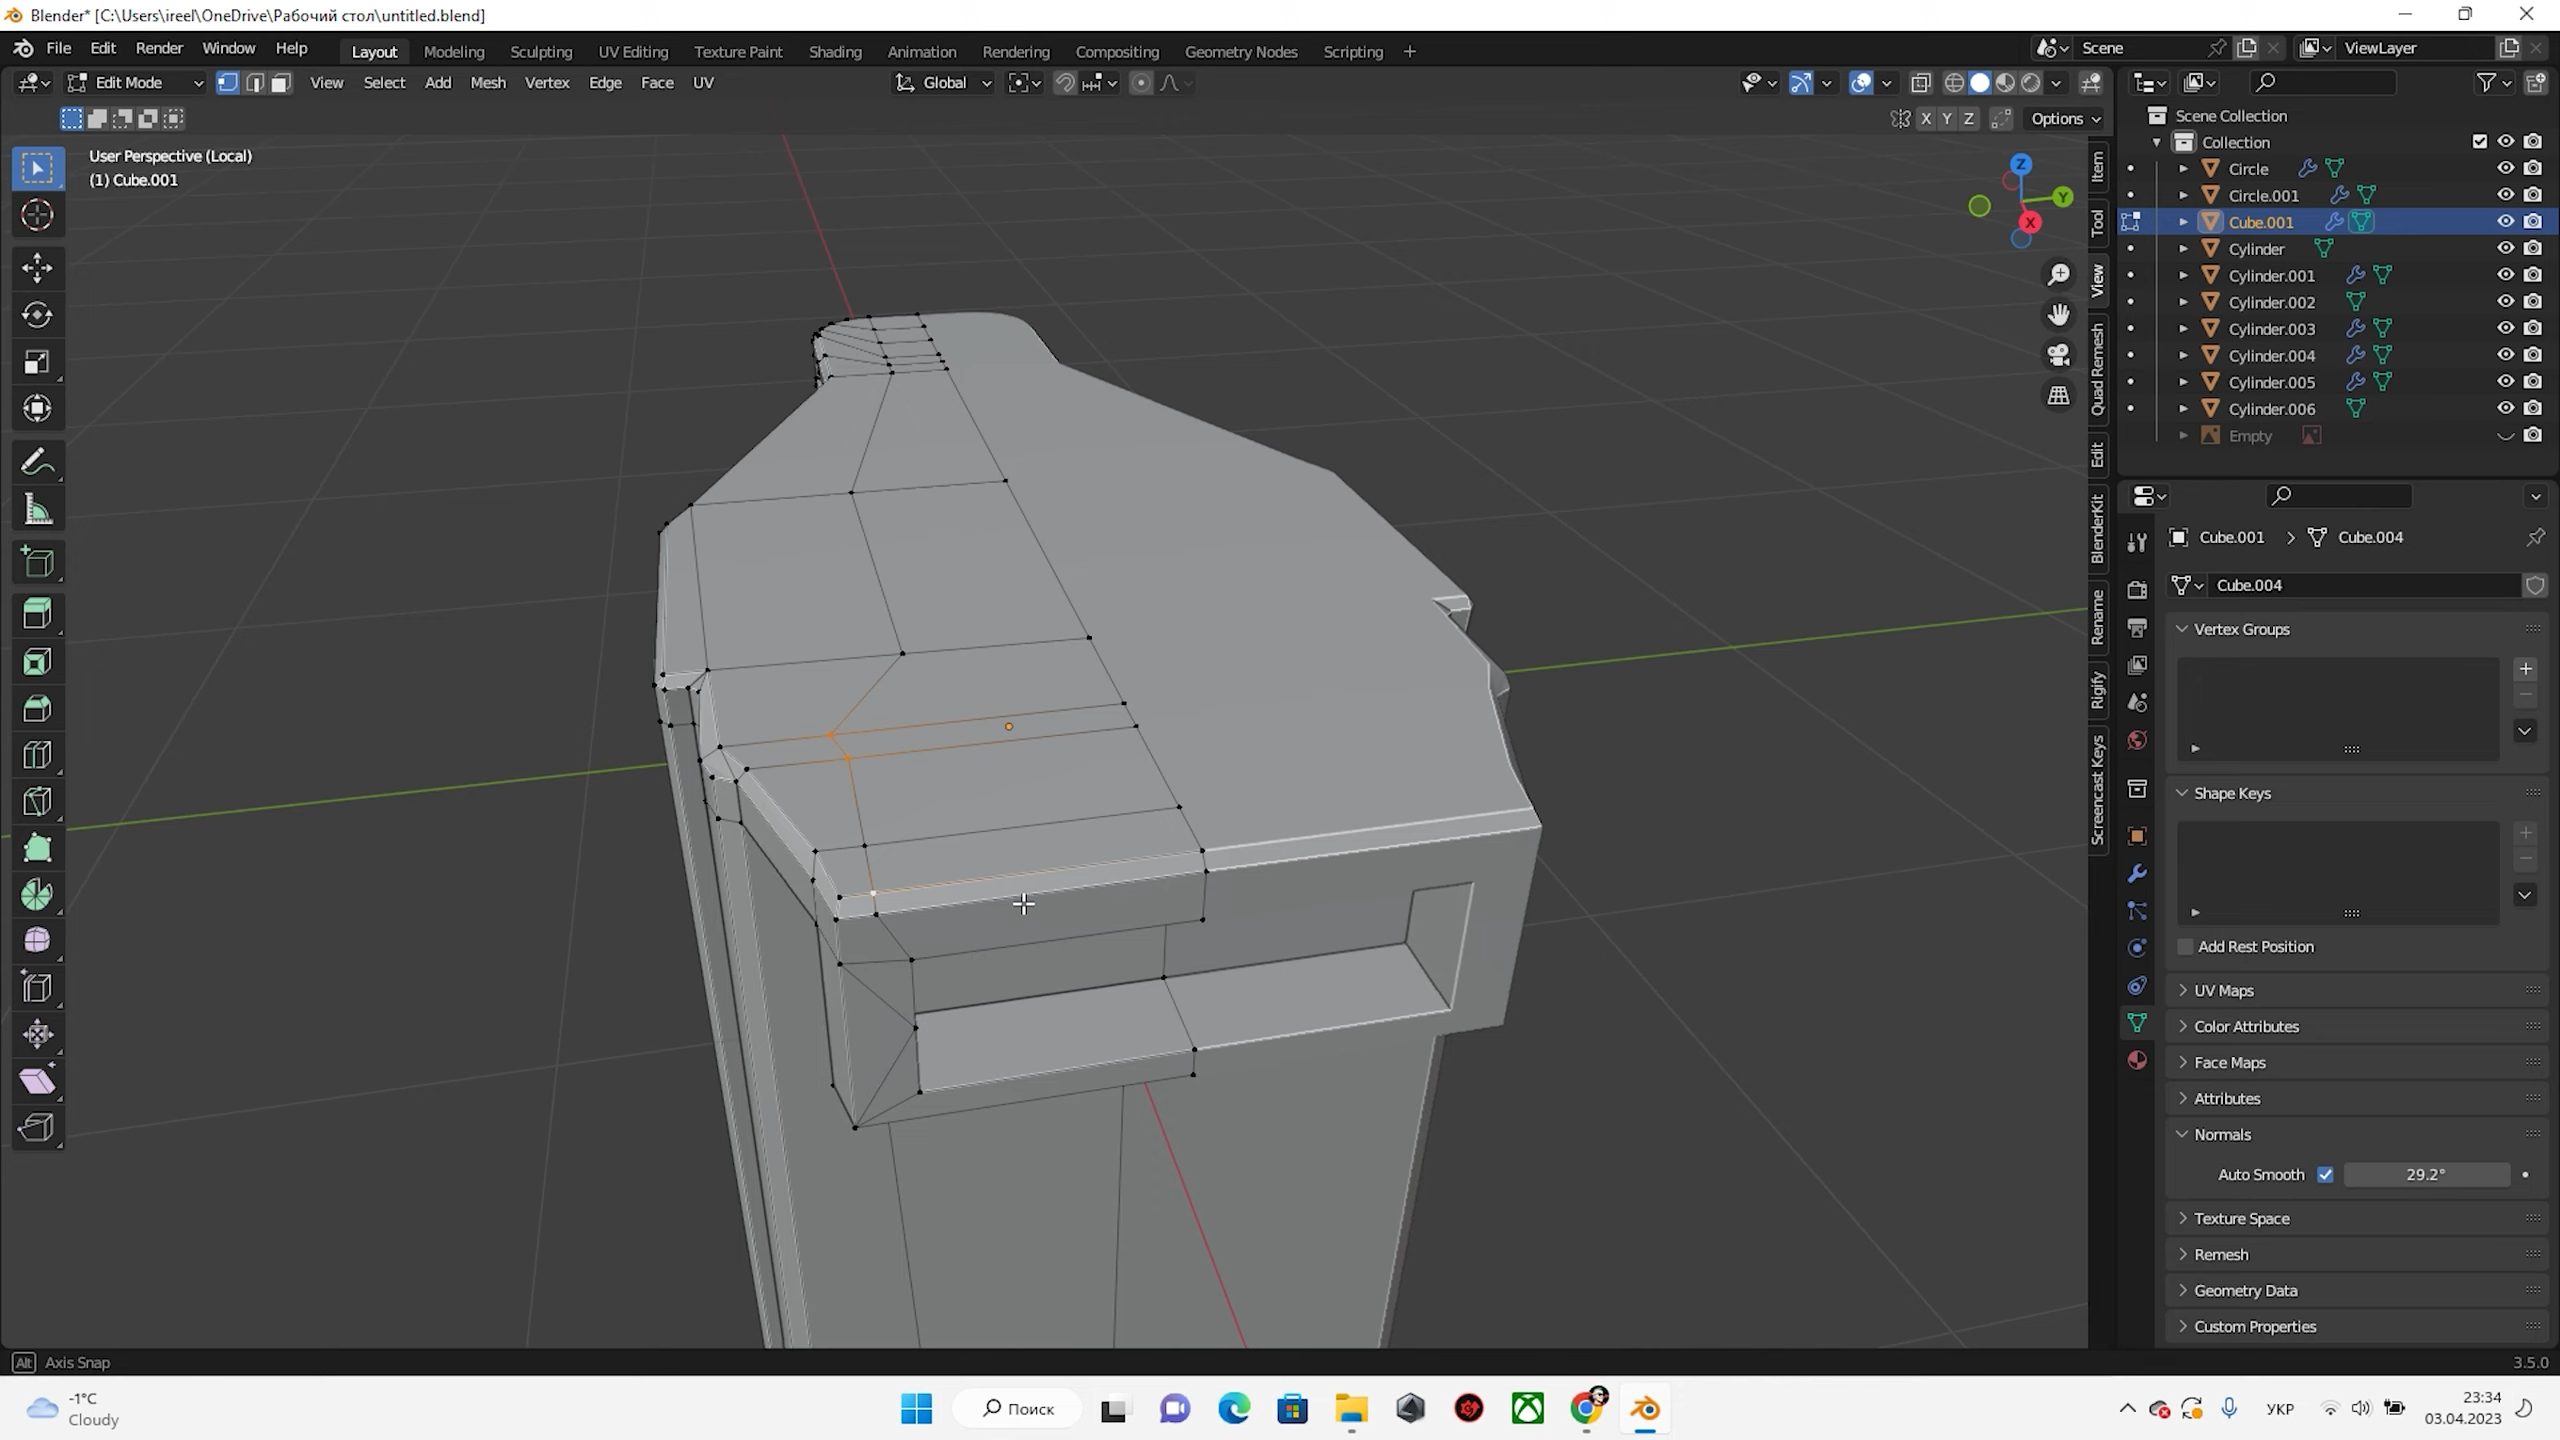 Blender* [C:\Users\ireel\OneDrive\Рабочий стол\untitled.blend]
File Edit Render Window Help Layout Modeling Sculpting UV Editing Texture Paint Shading Animation Rendering Compositing Geometry Nodes Scripting + Scene ViewLayer
Edit Mode View Select Add Mesh Vertex Edge Face UV Global
X Y Z Options
User Perspective (Local)
(1) Cube.001
Z
Y
X
Item
Tool
View
Quad Remesh
Edit
BlenderKit
Rename
Rigify
Screencast Keys
Scene Collection
Collection
Circle
Circle.001
Cube.001
Cylinder
Cylinder.001
Cylinder.002
Cylinder.003
Cylinder.004
Cylinder.005
Cylinder.006
Empty
Cube.001 > Cube.004
Cube.004
Vertex Groups
Shape Keys
Add Rest Position
UV Maps
Color Attributes
Face Maps
Attributes
Normals
Auto Smooth 29.2°
Texture Space
Remesh
Geometry Data
Custom Properties
Alt Axis Snap
3.5.0
-1°C
Cloudy
Поиск
УКР
23:34
03.04.2023